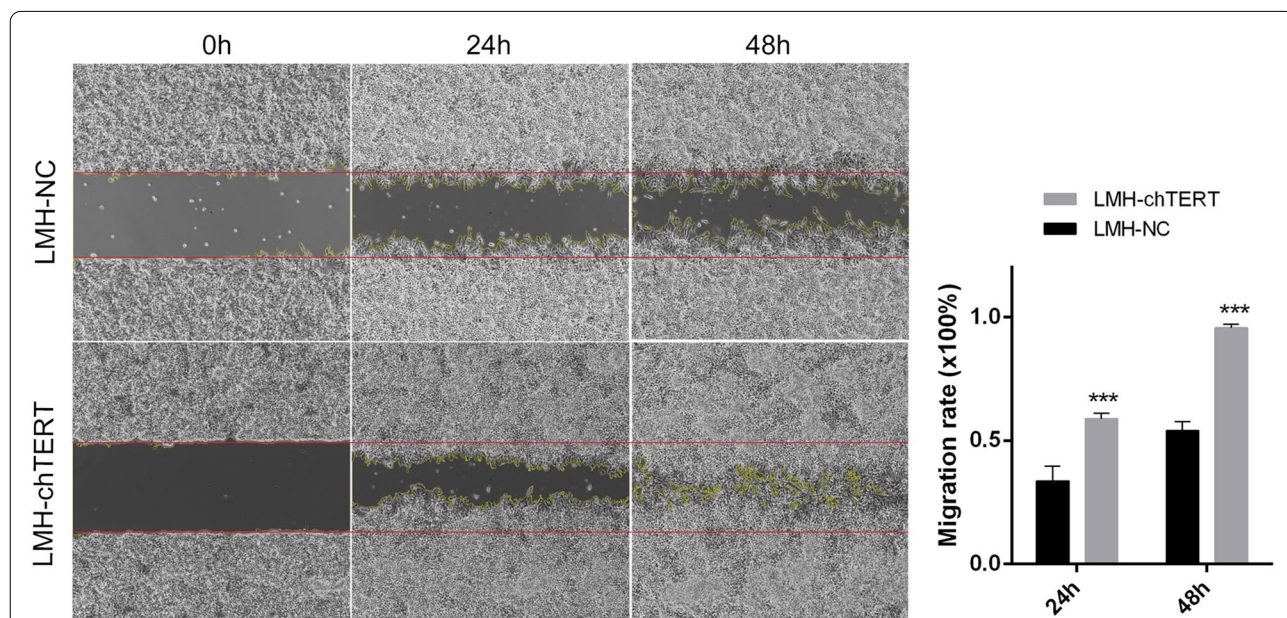 0h 24h 48h
LMH-NC
LMH-chTERT
LMH-chTERT
LMH-NC
Migration rate (x100%)
1.0
0.5
0.0
***
***
24h
48h